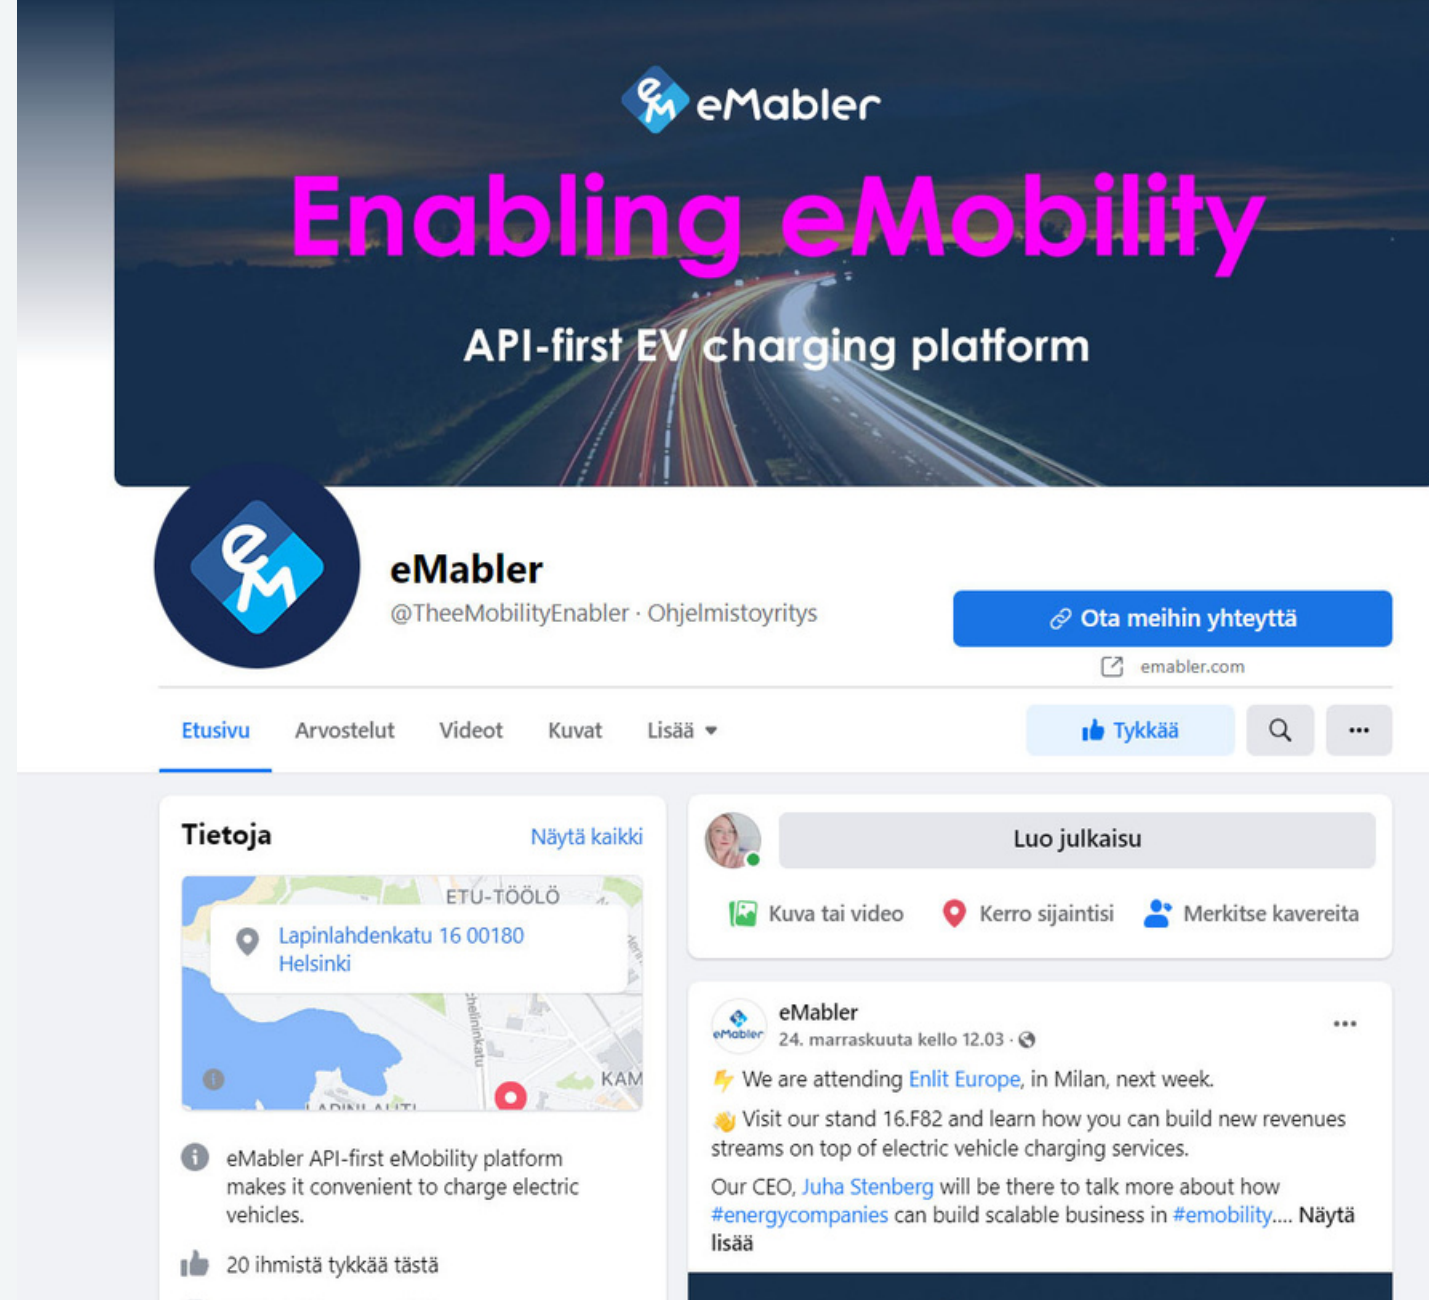 eM eMabler
Enabling eMobility
API-first EV charging platform
eM
eMabler
@TheeMobilityEnabler · Ohjelmistoyritys
Ota meihin yhteyttä
emabler.com
Etusivu Arvostelut Videot Kuvat Lisää
Tykkää
Tietoja Näytä kaikki
ETU-TÖÖLÖ
Lapinlahdenkatu 16 00180
Helsinki
KAM
eMabler API-first eMobility platform
makes it convenient to charge electric
vehicles.
20 ihmistä tykkää tästä
Luo julkaisu
Kuva tai video Kerro sijaintisi Merkitse kavereita
eMabler
eMabler
24. marraskuuta kello 12.03 ·
We are attending Enlit Europe, in Milan, next week.
Visit our stand 16.F82 and learn how you can build new revenues
streams on top of electric vehicle charging services.
Our CEO, Juha Stenberg will be there to talk more about how
#energycompanies can build scalable business in #emobility.... Näytä
lisää